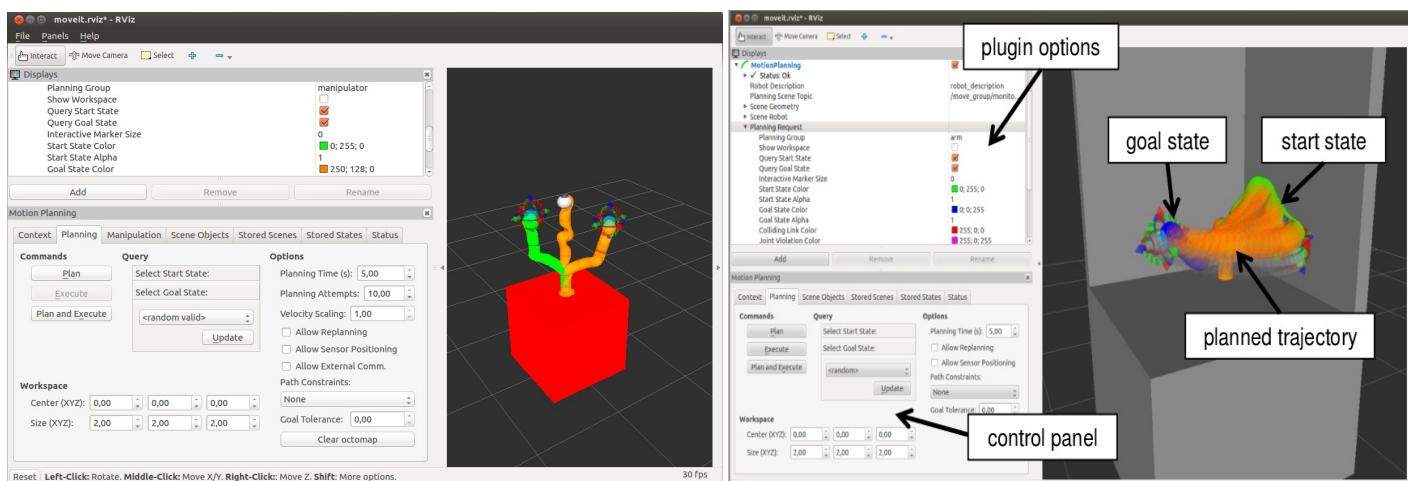 moveit.rviz* - RViz
File Panels Help
Interact Move Camera Select
Displays
Planning Group manipulator
Show Workspace
Query Start State
Query Goal State
Interactive Marker Size 0
Start State Color 0; 255; 0
Start State Alpha 1
Goal State Color 250; 128; 0
Add Remove Rename
Motion Planning
Context Planning Manipulation Scene Objects Stored Scenes Stored States Status
Commands Query Options
Plan Select Start State: Planning Time (s): 5,00
Execute Select Goal State: Planning Attempts: 10,00
Plan and Execute <random valid> Velocity Scaling: 1,00
Update Allow Replanning
Allow Sensor Positioning
Allow External Comm.
Workspace Path Constraints:
Center (XYZ): 0,00 0,00 0,00 None
Size (XYZ): 2,00 2,00 2,00 Goal Tolerance: 0,00
Clear octomap
Reset Left-Click: Rotate. Middle-Click: Move X/Y. Right-Click:: Move Z. Shift: More options. 30 fps
moveit.rviz* - RViz
Interact Move Camera Select
Displays
MotionPlanning
Status: Ok
Robot Description robot_description
Planning Scene Topic /move_group/monito...
Scene Geometry
Scene Robot
Planning Request
Planning Group arm
Show Workspace
Query Start State
Query Goal State
Interactive Marker Size 0
Start State Color 0; 255; 0
Start State Alpha 1
Goal State Color 0; 0; 255
Goal State Alpha 1
Colliding Link Color 255; 0; 0
Joint Violation Color 255; 0; 255
Add Remove Rename
Motion Planning
Context Planning Scene Objects Stored Scenes Stored States Status
Commands Query Options
Plan Select Start State: Planning Time (s): 5,00
Execute Select Goal State: Allow Replanning
Plan and Execute <random> Allow Sensor Positioning
Update Path Constraints:
None
Workspace Goal Tolerance: 0,00
Center (XYZ): 0,00 0,00 0,00
Size (XYZ): 2,00 2,00 2,00
plugin options
goal state
start state
planned trajectory
control panel